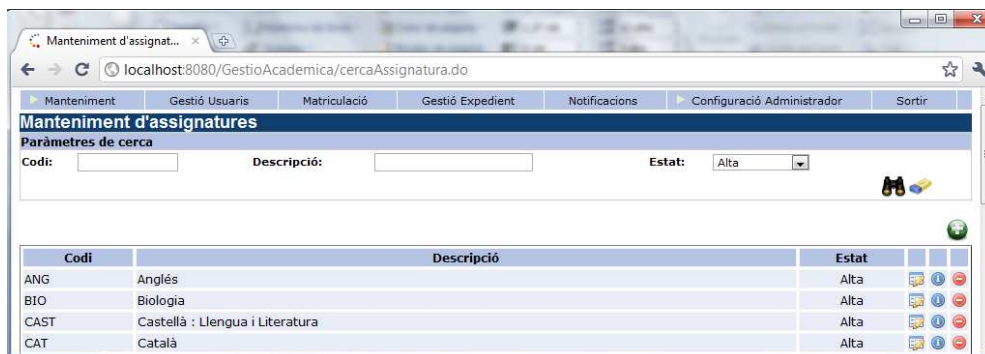 Manteniment d'assignat...
localhost:8080/GestioAcademica/cercaAssignatura.do
Manteniment Gestió Usuaris Matriculació Gestió Expedient Notificacions Configuració Administrador Sortir
Manteniment d'assignatures
Paràmetres de cerca
Codi: Descripció: Estat: Alta
Codi Descripció Estat
ANG Anglés Alta
BIO Biologia Alta
CAST Castellà : Llengua i Literatura Alta
CAT Català Alta